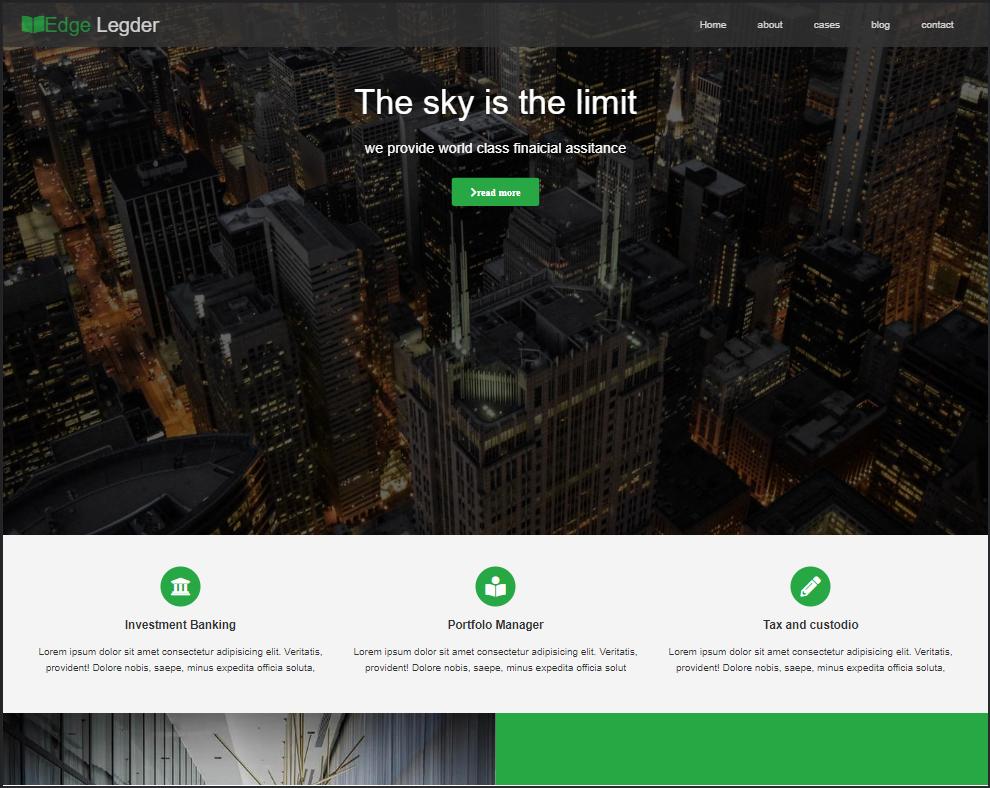 Edge Legder
Home about cases blog contact
The sky is the limit
we provide world class finaicial assitance
read more
Investment Banking
Lorem ipsum dolor sit amet consectetur adipisicing elit. Veritatis,
provident! Dolore nobis, saepe, minus expedita officia soluta,
Portfolo Manager
Lorem ipsum dolor sit amet consectetur adipisicing elit. Veritatis,
provident! Dolore nobis, saepe, minus expedita officia solut
Tax and custodio
Lorem ipsum dolor sit amet consectetur adipisicing elit. Veritatis,
provident! Dolore nobis, saepe, minus expedita officia soluta,